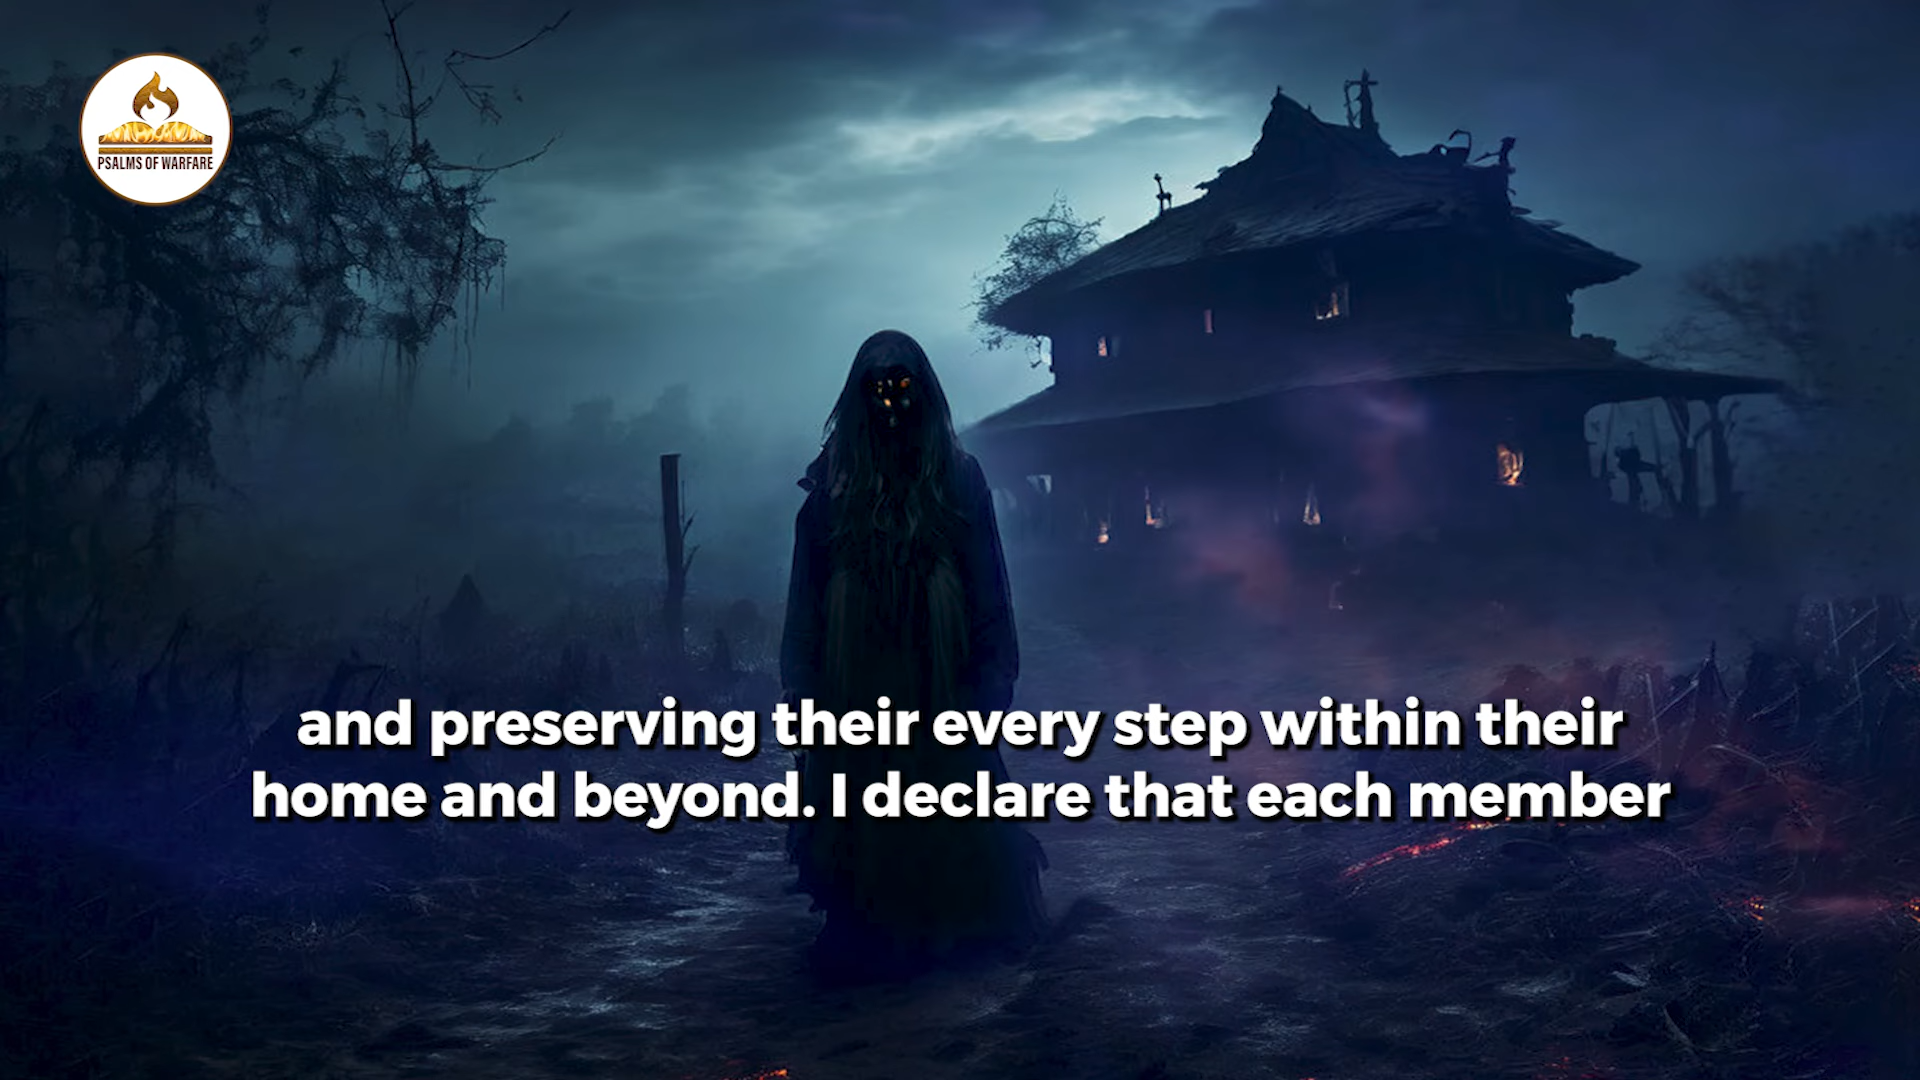 PSALMS OF WARFARE
and preserving their every step within their
home and beyond. I declare that each member